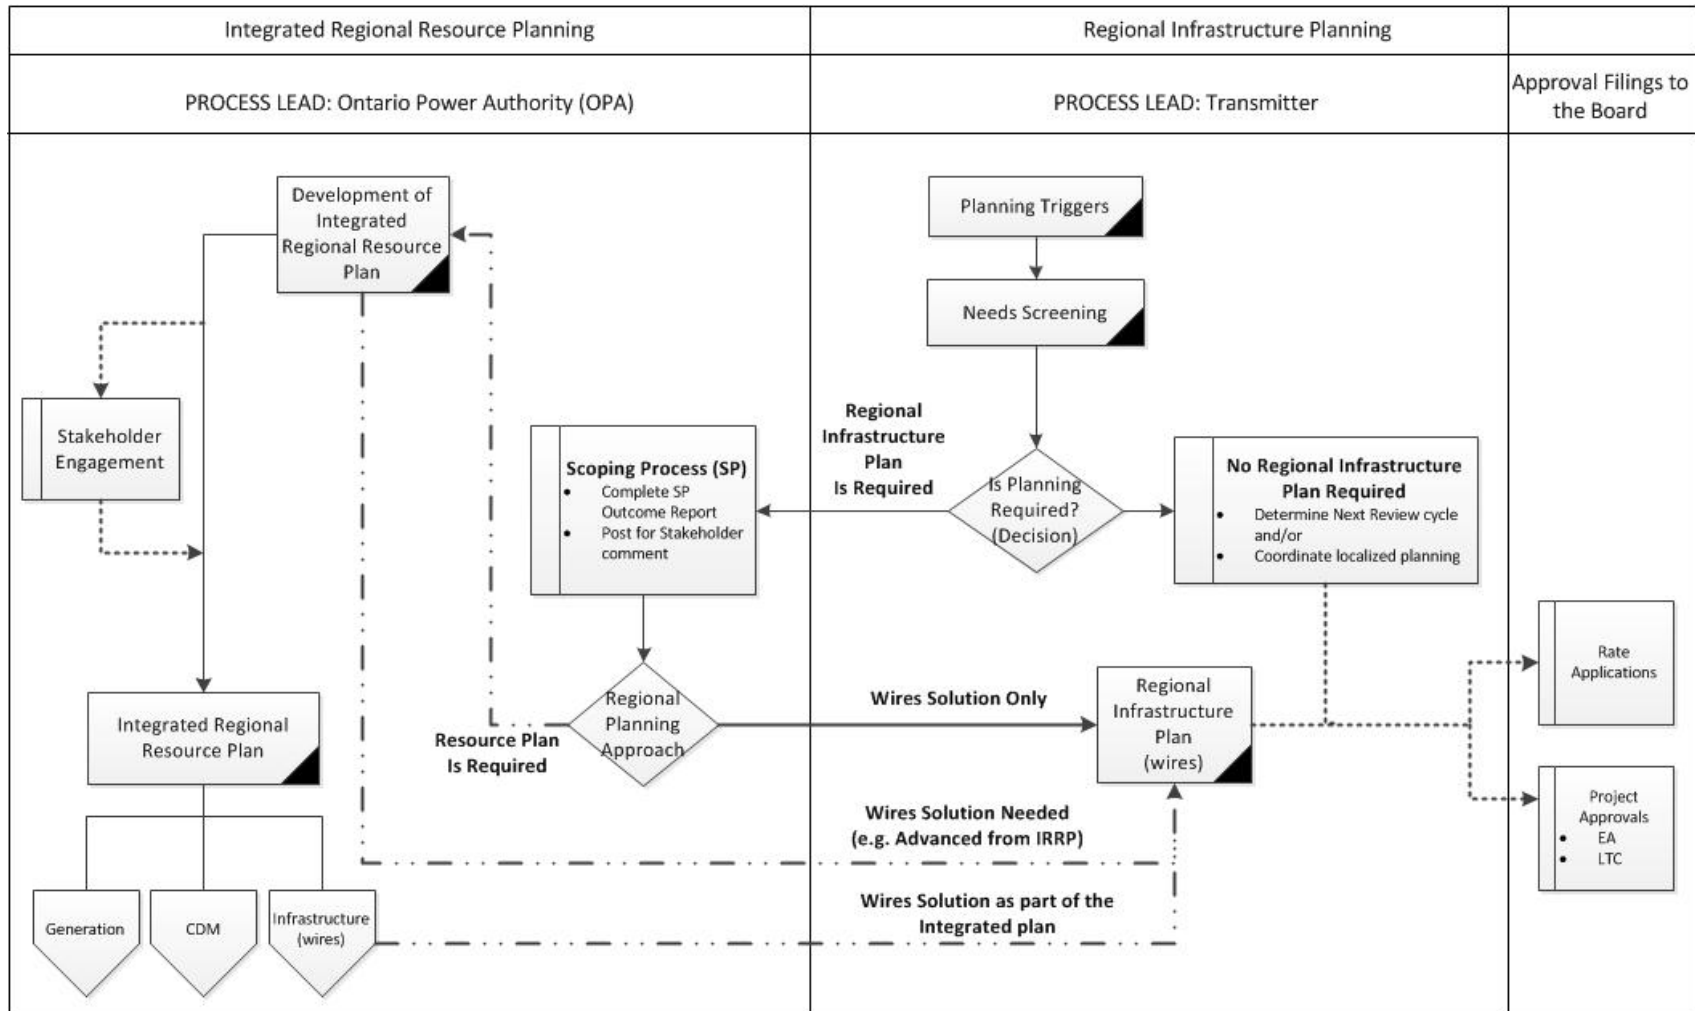 Integrated Regional Resource Planning
Regional Infrastructure Planning
PROCESS LEAD: Ontario Power Authority (OPA)
PROCESS LEAD: Transmitter
Approval Filings to
the Board
Development of
Integrated
Regional Resource
Plan
Planning Triggers
Needs Screening
Stakeholder
Engagement
Scoping Process (SP)
• Complete SP
Outcome Report
• Post for Stakeholder
comment
Regional
Infrastructure
Plan
Is Required
Is Planning
Required?
(Decision)
No Regional Infrastructure
Plan Required
• Determine Next Review cycle
and/or
• Coordinate localized planning
Integrated Regional
Resource Plan
Resource Plan
Is Required
Regional
Planning
Approach
Wires Solution Only
Regional
Infrastructure
Plan
(wires)
Rate
Applications
Wires Solution Needed
(e.g. Advanced from IRRP)
Project
Approvals
• EA
• LTC
Generation
CDM
Infrastructure
(wires)
Wires Solution as part of the
Integrated plan